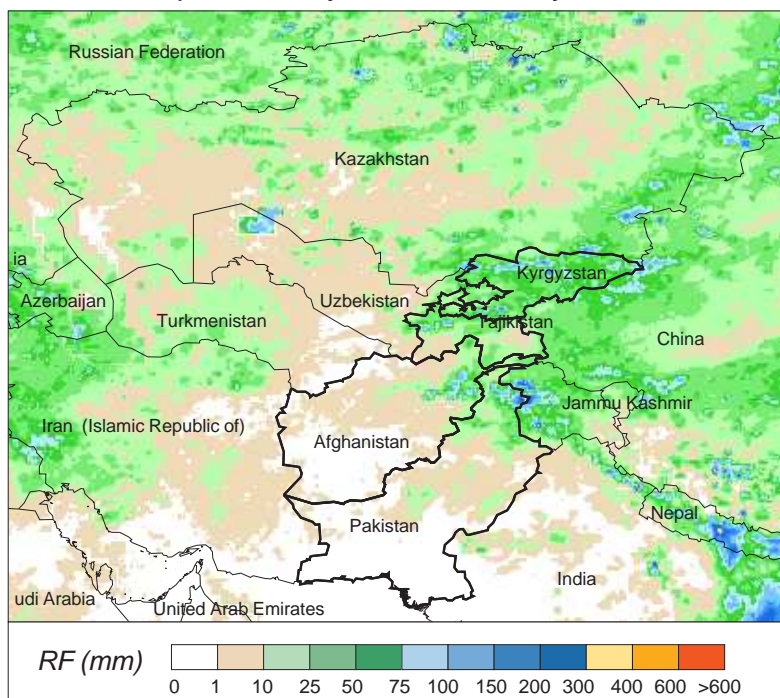 Russian Federation
Kazakhstan
ia
Azerbaijan
Turkmenistan
Uzbekistan
Kyrgyzstan
Tajikistan
China
Jammu Kashmir
Iran (Islamic Republic of)
Afghanistan
Pakistan
Nepal
India
udi Arabia
United Arab Emirates
RF (mm)
0 1 10 25 50 75 100 150 200 300 400 600 >600